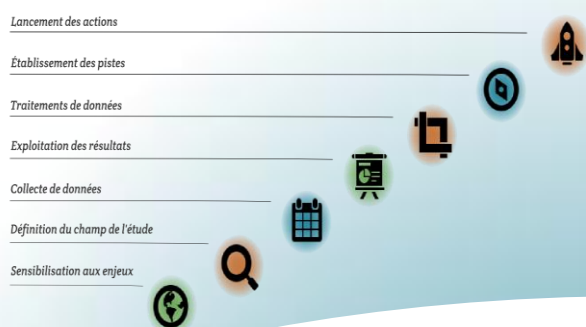 Lancement des actions
Établissement des pistes
Traitements de données
Exploitation des résultats
Collecte de données
Définition du champ de l'étude
Sensibilisation aux enjeux